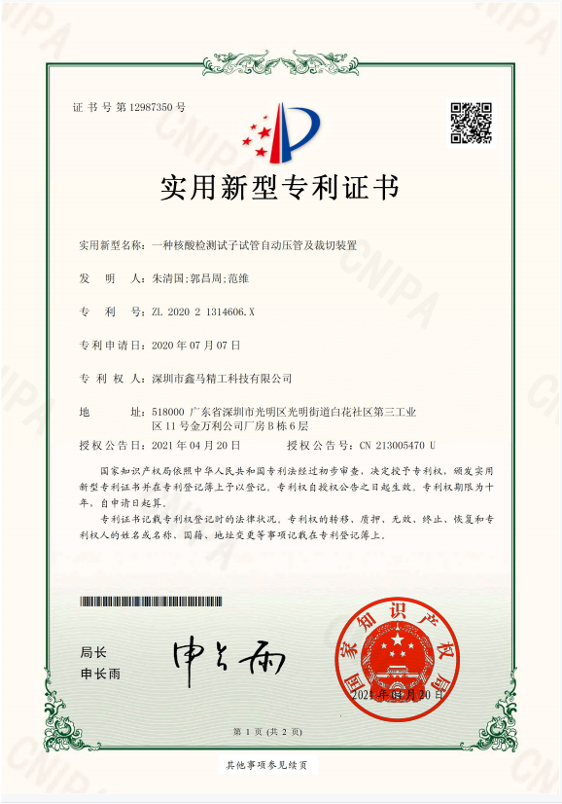 证书号第12987350号
实用新型专利证书
实用新型名称：一种核酸检测试子试管自动压管及裁切装置
发 明 人：朱清国;郭昌周;范维
专 利 号：ZL 2020 2 1314606.X
专利申请日：2020年07月07日
专 利 权 人：深圳市鑫马精工科技有限公司
地 址：518000 广东省深圳市光明区光明街道白花社区第三工业
区11号金万利公司厂房B栋6层
授权公告日：2021年04月20日 授权公告号：CN 213005470 U
国家知识产权局依照中华人民共和国专利法经过初步审查，决定授予专利权，颁发实用
新型专利证书并在专利登记簿上予以登记。专利权自授权公告之日起生效。专利权期限为十
年，自申请日起算。
专利证书记载专利权登记时的法律状况。专利权的转移、质押、无效、终止、恢复和专
利权人的姓名或名称、国籍、地址变更等事项记载在专利登记簿上。
局长
申长雨
申长雨
国家知识产权局
2021年04月20日
第 1 页 (共 2 页)
其他事项参见续页
CNIPA
CNIPA
CNIPA
CNIPA
CNIPA